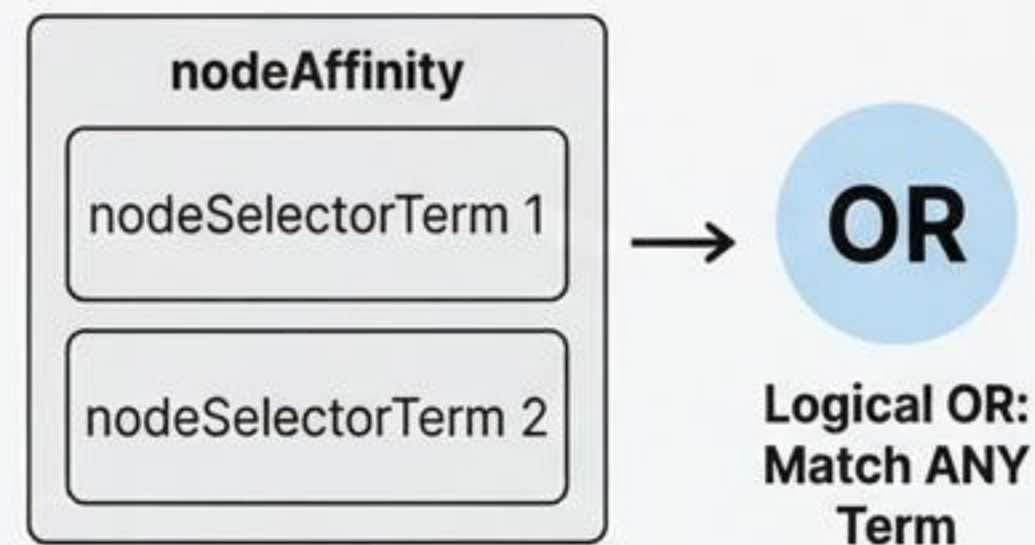 nodeAffinity
nodeSelectorTerm 1
nodeSelectorTerm 2
OR
Logical OR:
Match ANY
Term